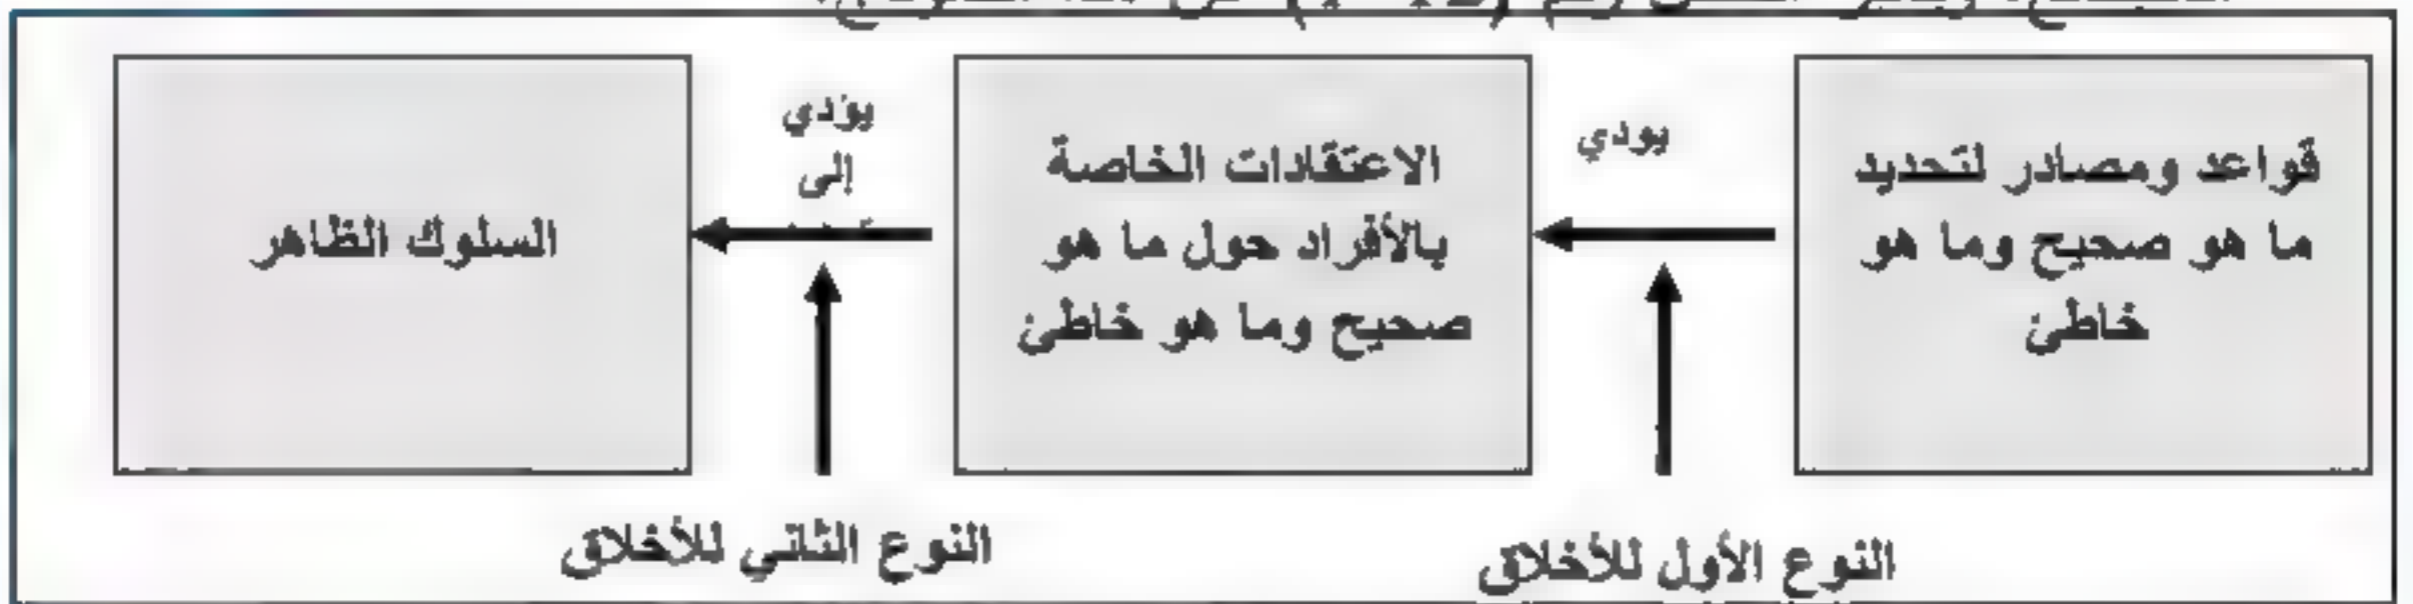 قواعد ومصادر لتحديد
ما هو صحيح وما هو
خاطئ
يودي
الاعتقادات الخاصة
بالأفراد حول ما هو
صحيح وما هو خاطئ
يؤدي
إلى
السلوك الظاهر
النوع الأول للأخلاق
النوع الثاني للأخلاق